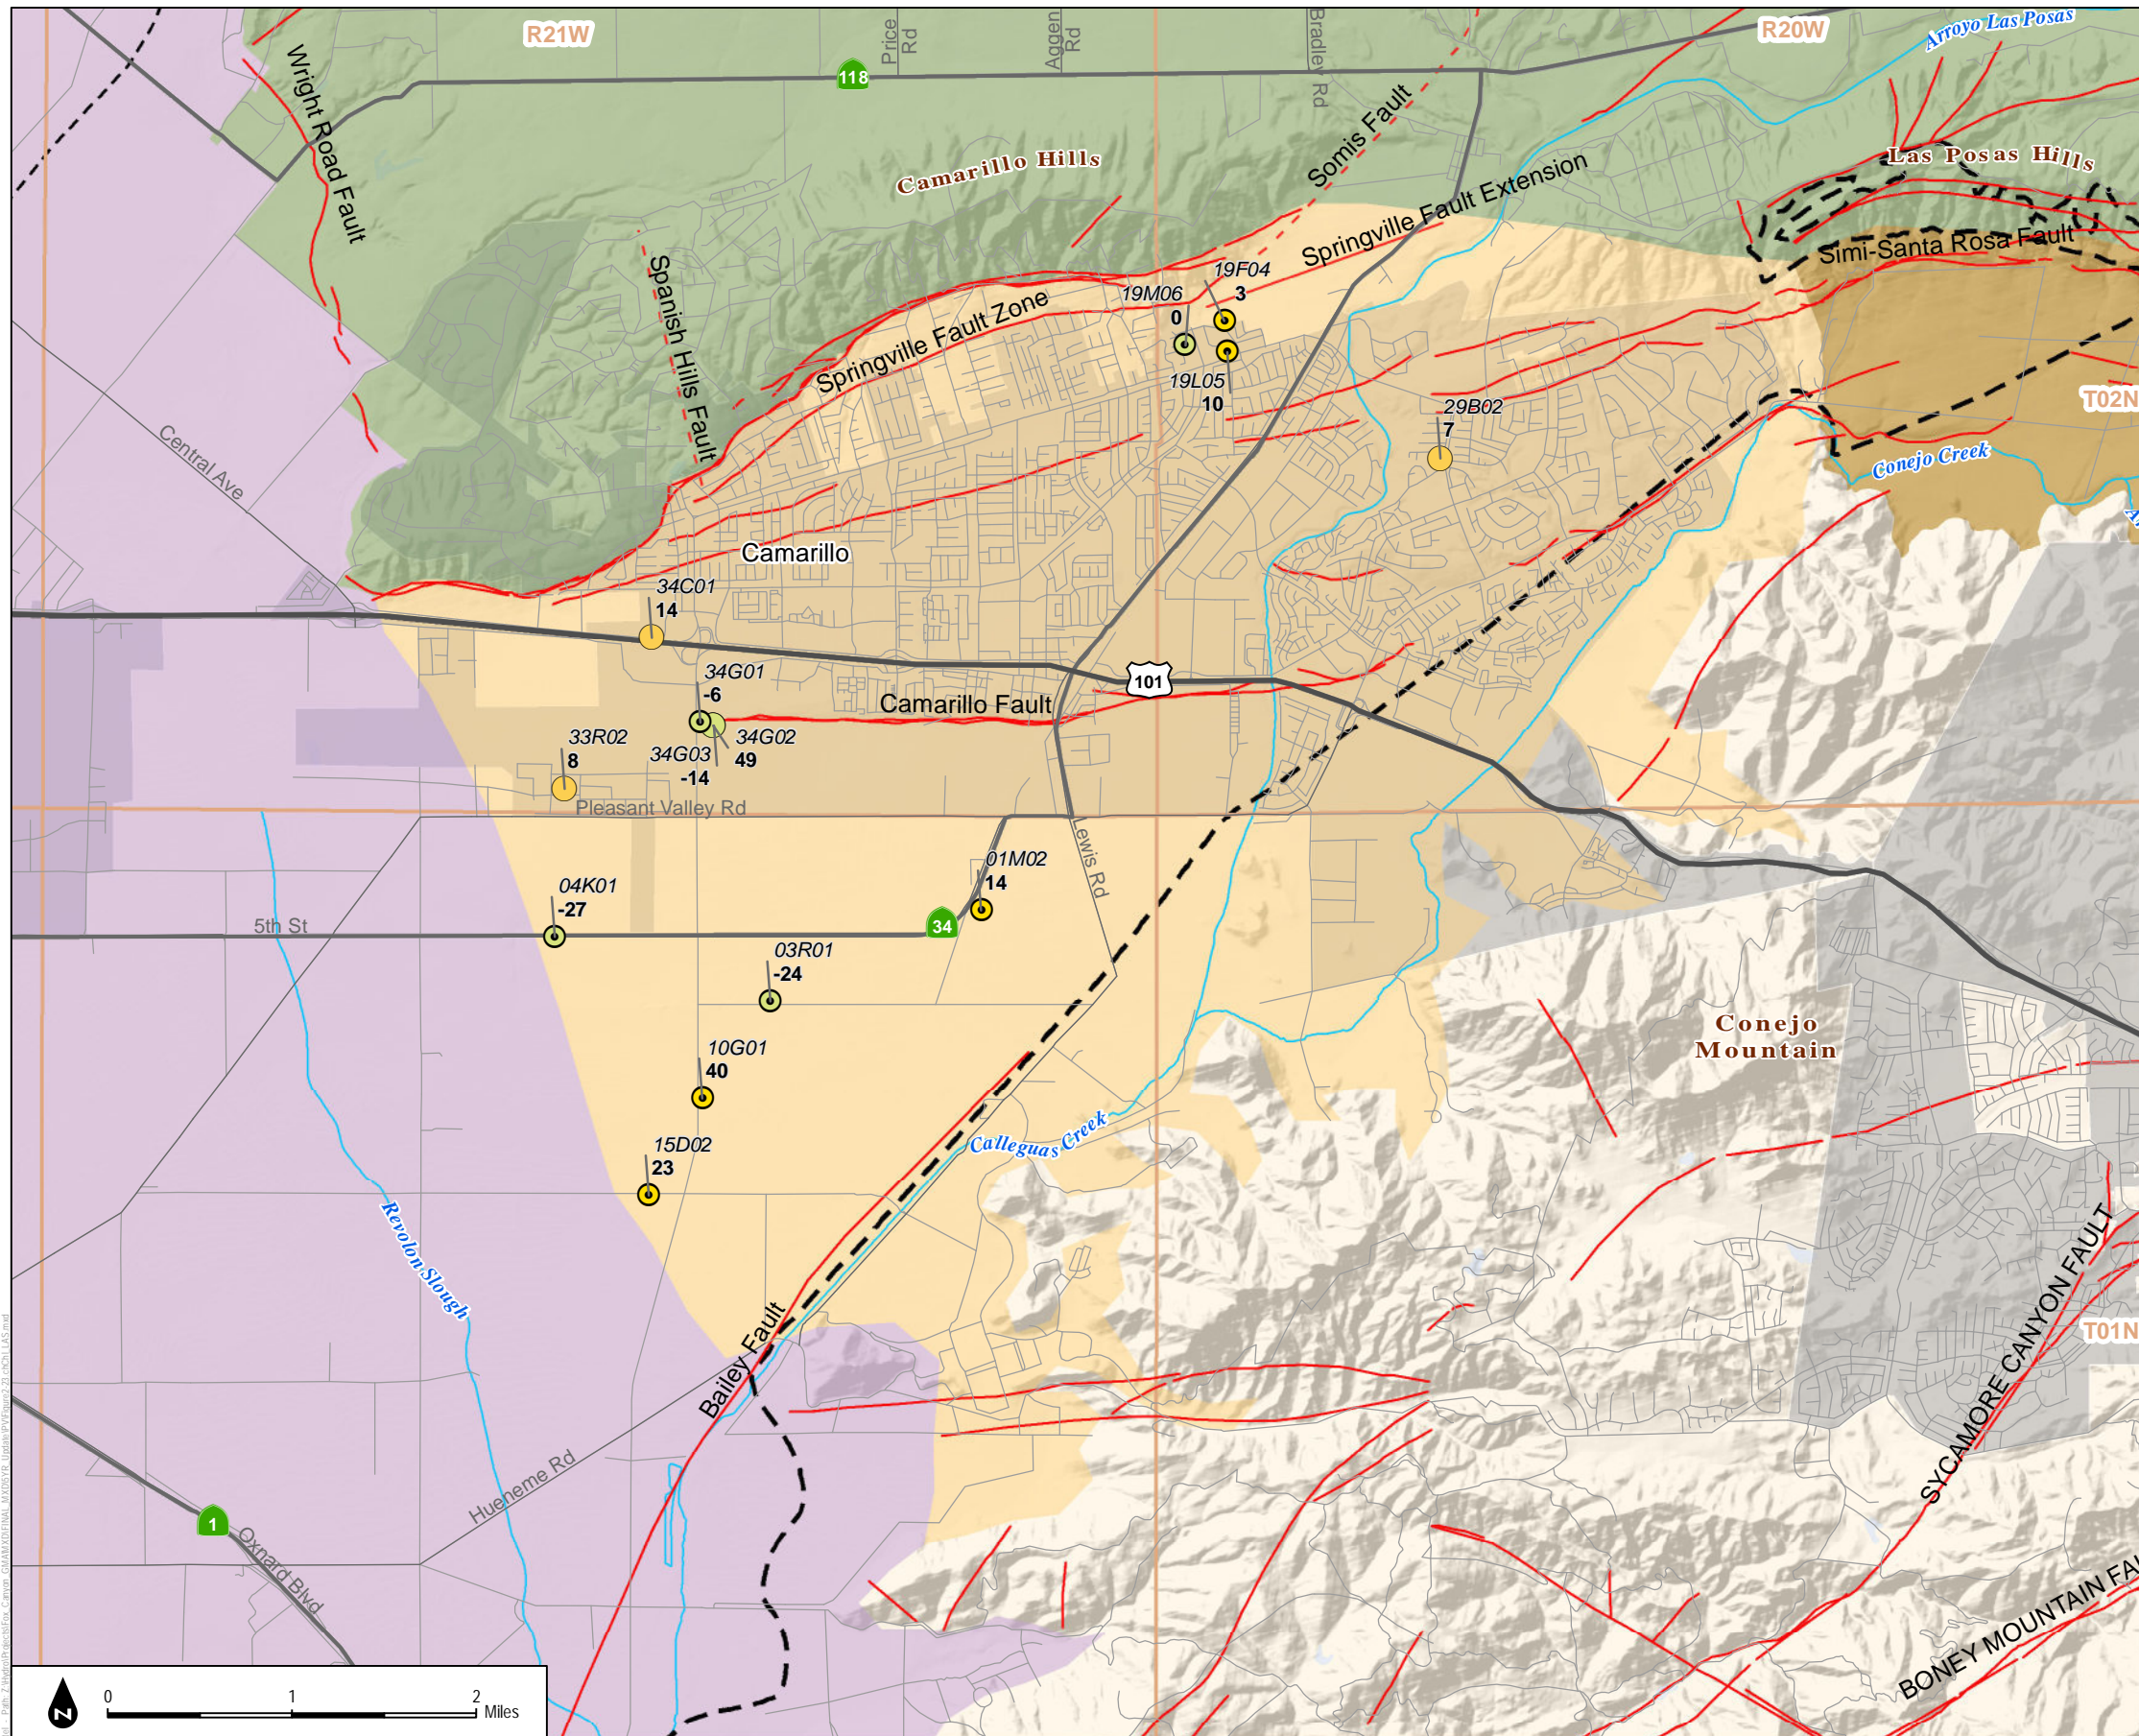 R21W
Price Rd
Aggen Rd
Bradley Rd
R20W
Arroyo Las Posas
118
Wright Road Fault
Camarillo Hills
Somis Fault
Las Posas Hills
Springville Fault Extension
Simi-Santa Rosa Fault
Spanish Hills Fault
19F04
3
19M06
0
Springville Fault Zone
19L05
10
29B02
7
T02N
Central Ave
Conejo Creek
Camarillo
34C01
14
34G01
-6
101
Camarillo Fault
33R02
8
34G02
49
34G03
-14
Pleasant Valley Rd
Lewis Rd
01M02
14
04K01
-27
5th St
34
03R01
-24
Conejo
Mountain
10G01
40
Calleguas Creek
15D02
23
Revolon Slough
SYCAMORE CANYON FAULT
T01N
Bailey Fault
Hueneme Rd
1
Oxnard Blvd
BONEY MOUNTAIN FA
N
0 1 2
Miles